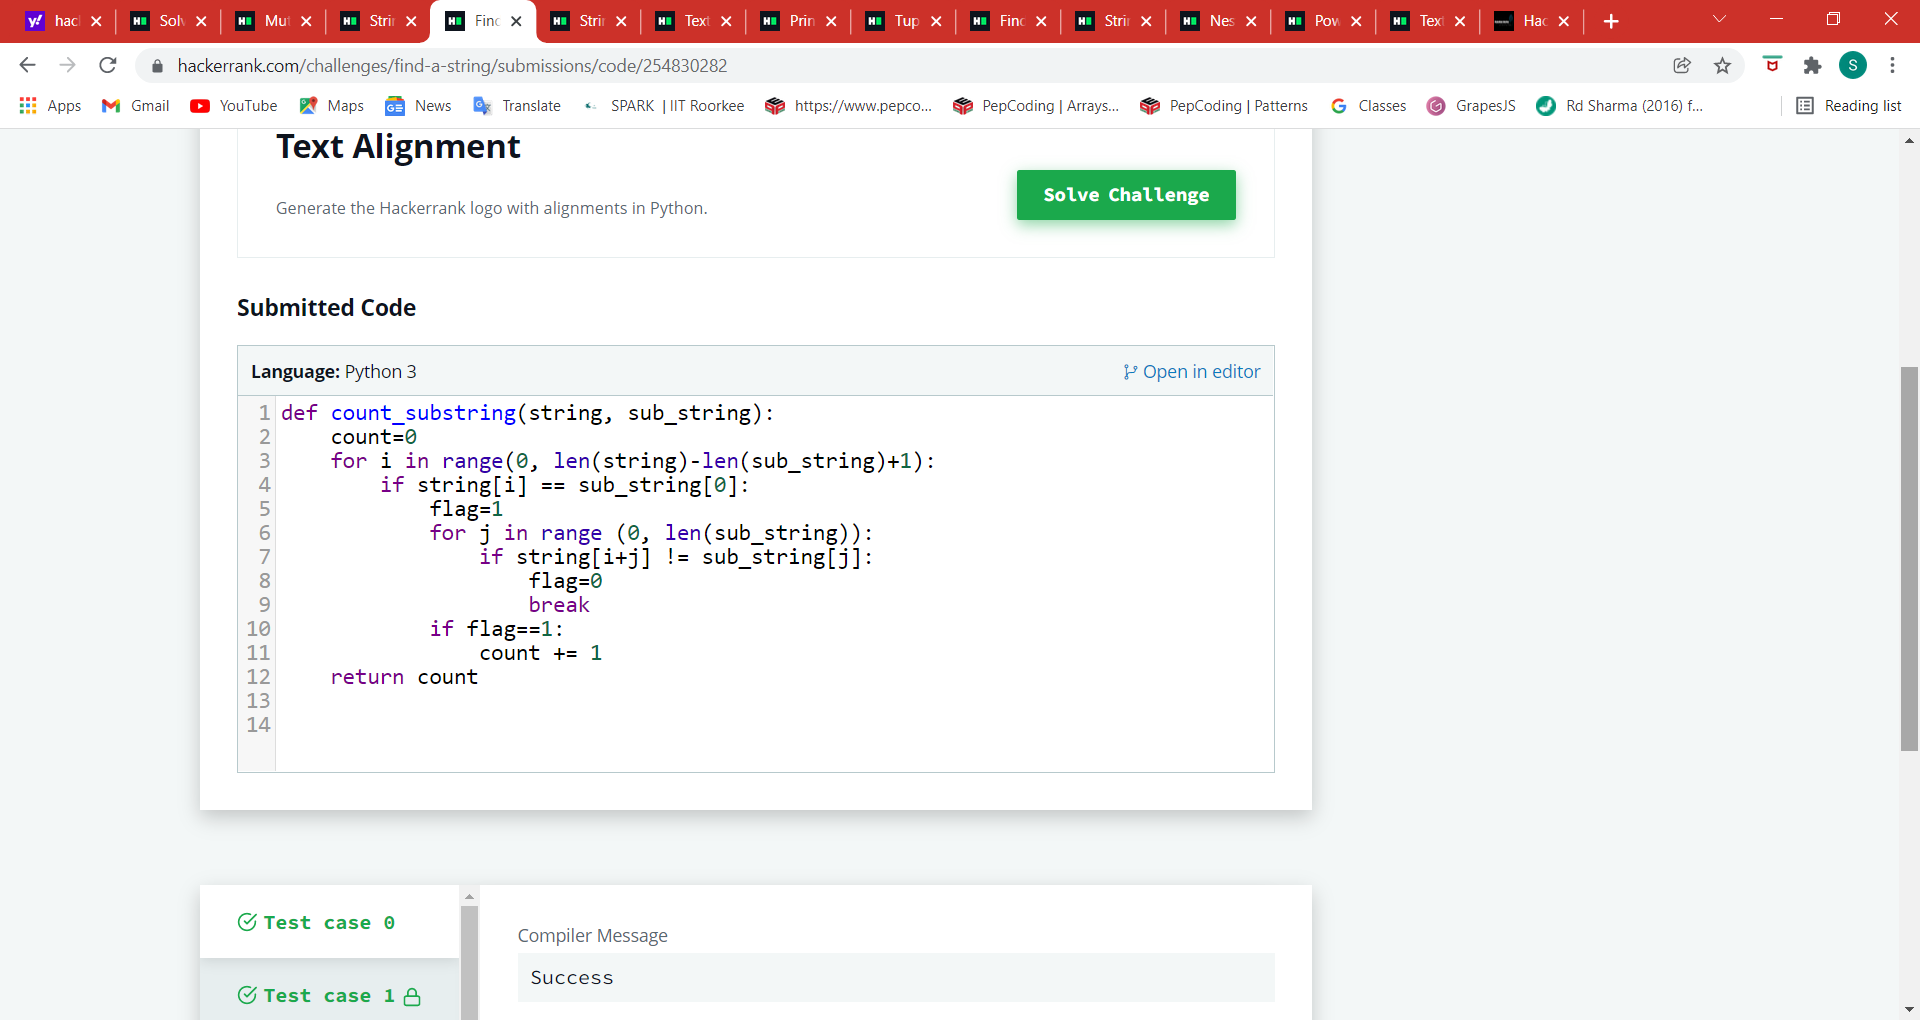 hac Solv Mut Strin Find Strin Text Prin Tup Find Strin Nes Pow Text Hac
hackerrank.com/challenges/find-a-string/submissions/code/254830282 S
Apps Gmail YouTube Maps News Translate SPARK | IIT Roorkee https://www.pepco... PepCoding | Arrays... PepCoding | Patterns Classes GrapesJS Rd Sharma (2016) f... Reading list
Text Alignment
Solve Challenge
Generate the Hackerrank logo with alignments in Python.
Submitted Code
Language: Python 3 Open in editor
1 def count_substring(string, sub_string):
2     count=0
3     for i in range(0, len(string)-len(sub_string)+1):
4         if string[i] == sub_string[0]:
5             flag=1
6             for j in range (0, len(sub_string)):
7                 if string[i+j] != sub_string[j]:
8                     flag=0
9                     break
10             if flag==1:
11                 count += 1
12     return count
13
14
Test case 0
Compiler Message
Success
Test case 1